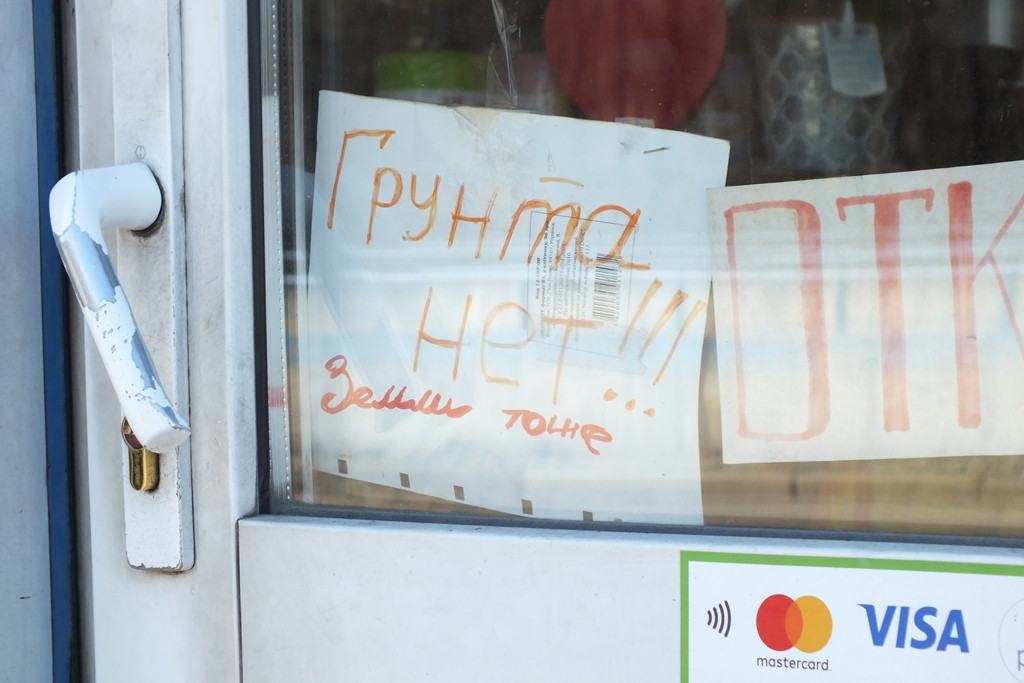 Грунта
нет!!!
Земли тоже
ОТК
mastercard.
VISA